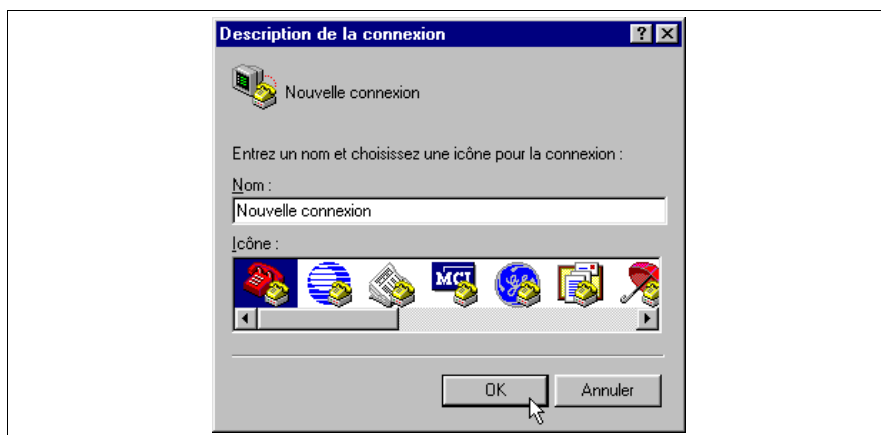 Description de la connexion
Nouvelle connexion
Entrez un nom et choisissez une icône pour la connexion :
Nom :
Nouvelle connexion
Icône :
MCI
OK Annuler